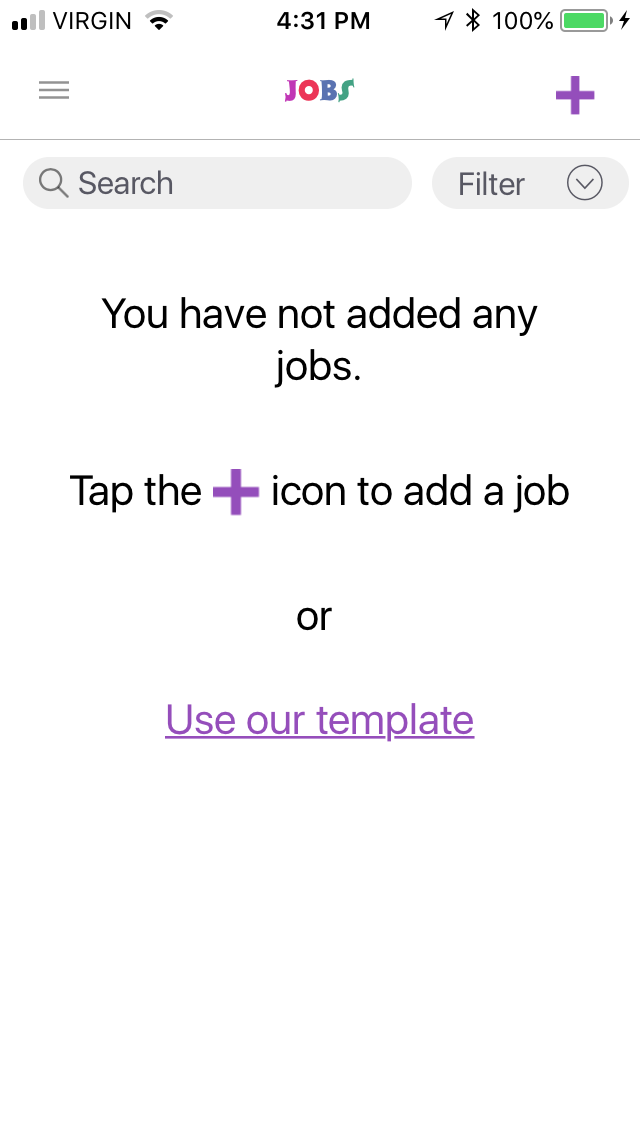 VIRGIN 4:31 PM 100%
JOBS
Search Filter
You have not added any
jobs.
Tap the icon to add a job
or
Use our template